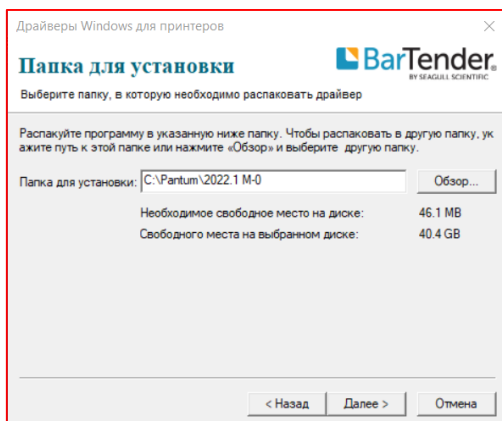 Драйверы Windows для принтеров
Папка для установки
BarTender®
BY SEAGULL SCIENTIFIC
Выберите папку, в которую необходимо распаковать драйвер
Распакуйте программу в указанную ниже папку. Чтобы распаковать в другую папку, ук
ажите путь к этой папке или нажмите «Обзор» и выберите другую папку.
Папка для установки: C:\Pantum\2022.1 M-0 Обзор...
Необходимое свободное место на диске: 46.1 MB
Свободного места на выбранном диске: 40.4 GB
< Назад Далее > Отмена